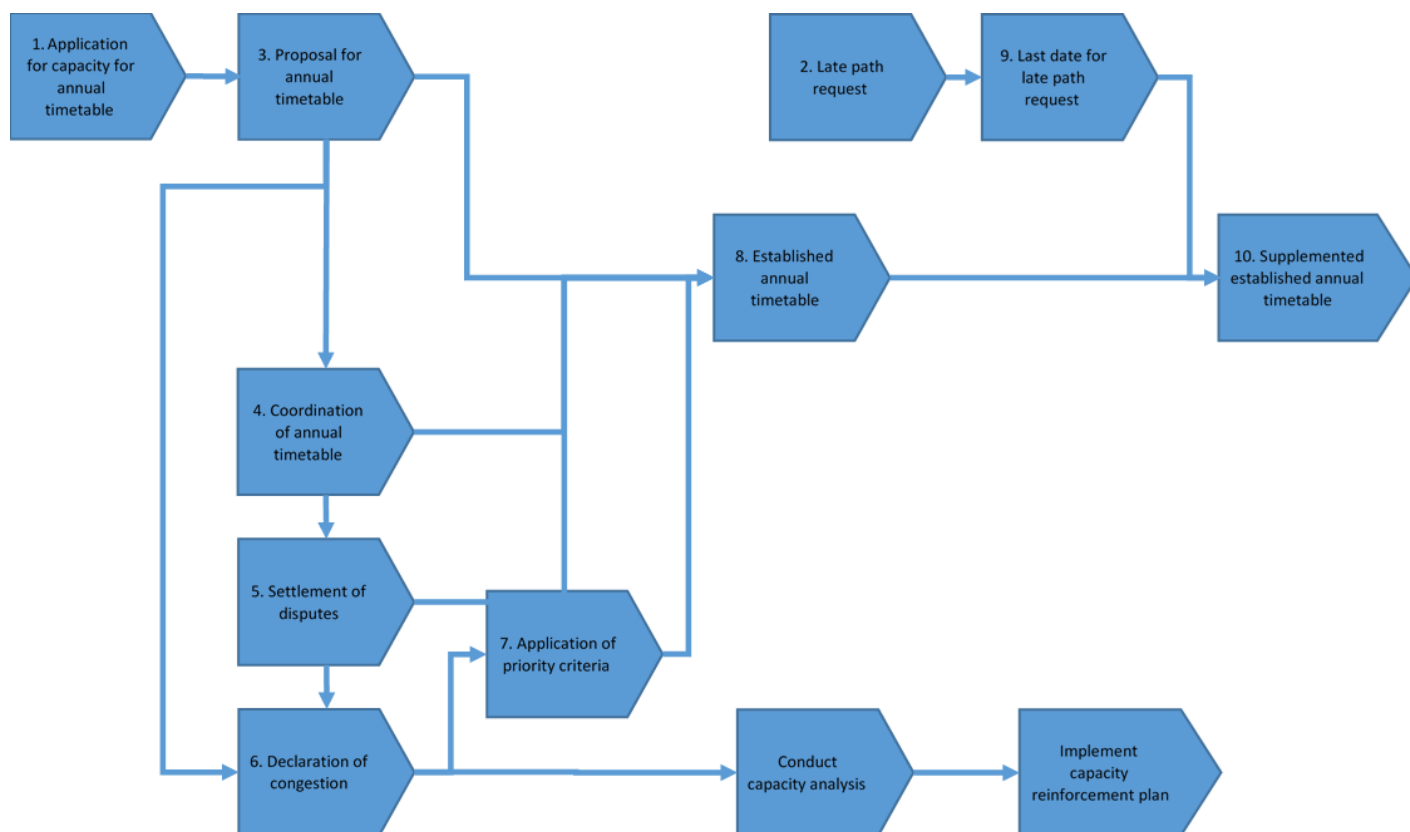 1. Application
for capacity for
annual
timetable
3. Proposal for
annual
timetable
2. Late path
request
9. Last date for
late path
request
8. Established
annual
timetable
10. Supplemented
established annual
timetable
4. Coordination
of annual
timetable
5. Settlement of
disputes
7. Application of
priority criteria
6. Declaration of
congestion
Conduct
capacity analysis
Implement
capacity
reinforcement plan